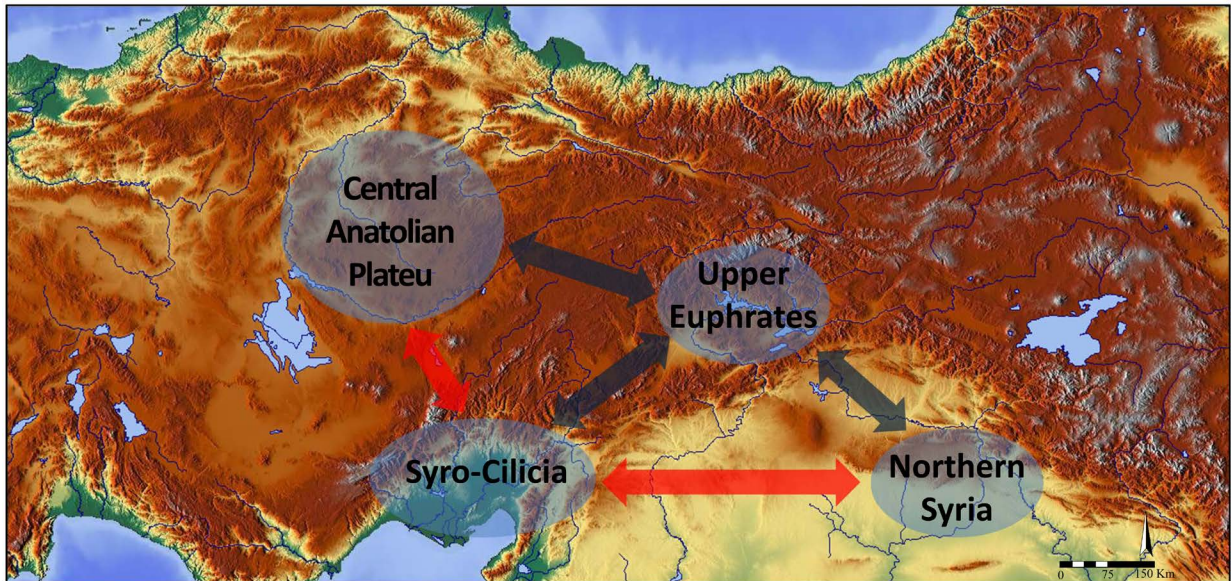 Central
Anatolian
Plateu
Upper
Euphrates
Syro-Cilicia
Northern
Syria
0 75 150 Km